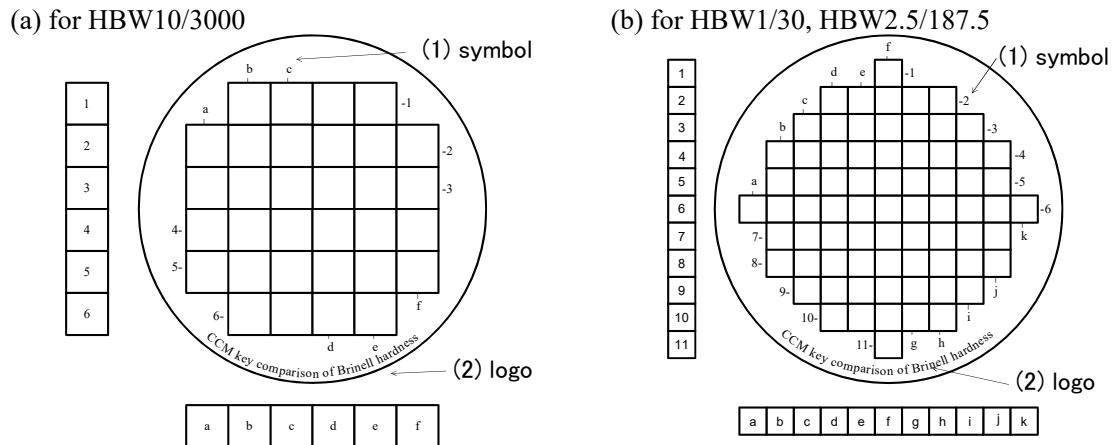 (a) for HBW10/3000
(1) symbol
b c
a
-1
-2
-3
4-
5-
6-
f
d e
CCM key comparison of Brinell hardness
(2) logo
1
2
3
4
5
6
a b c d e f
(b) for HBW1/30, HBW2.5/187.5
(1) symbol
f
d e
c
b
a
-1
-2
-3
-4
-5
-6
7-
8-
9-
10-
11-
k
j
i
g h
CCM key comparison of Brinell hardness
(2) logo
1
2
3
4
5
6
7
8
9
10
11
a b c d e f g h i j k